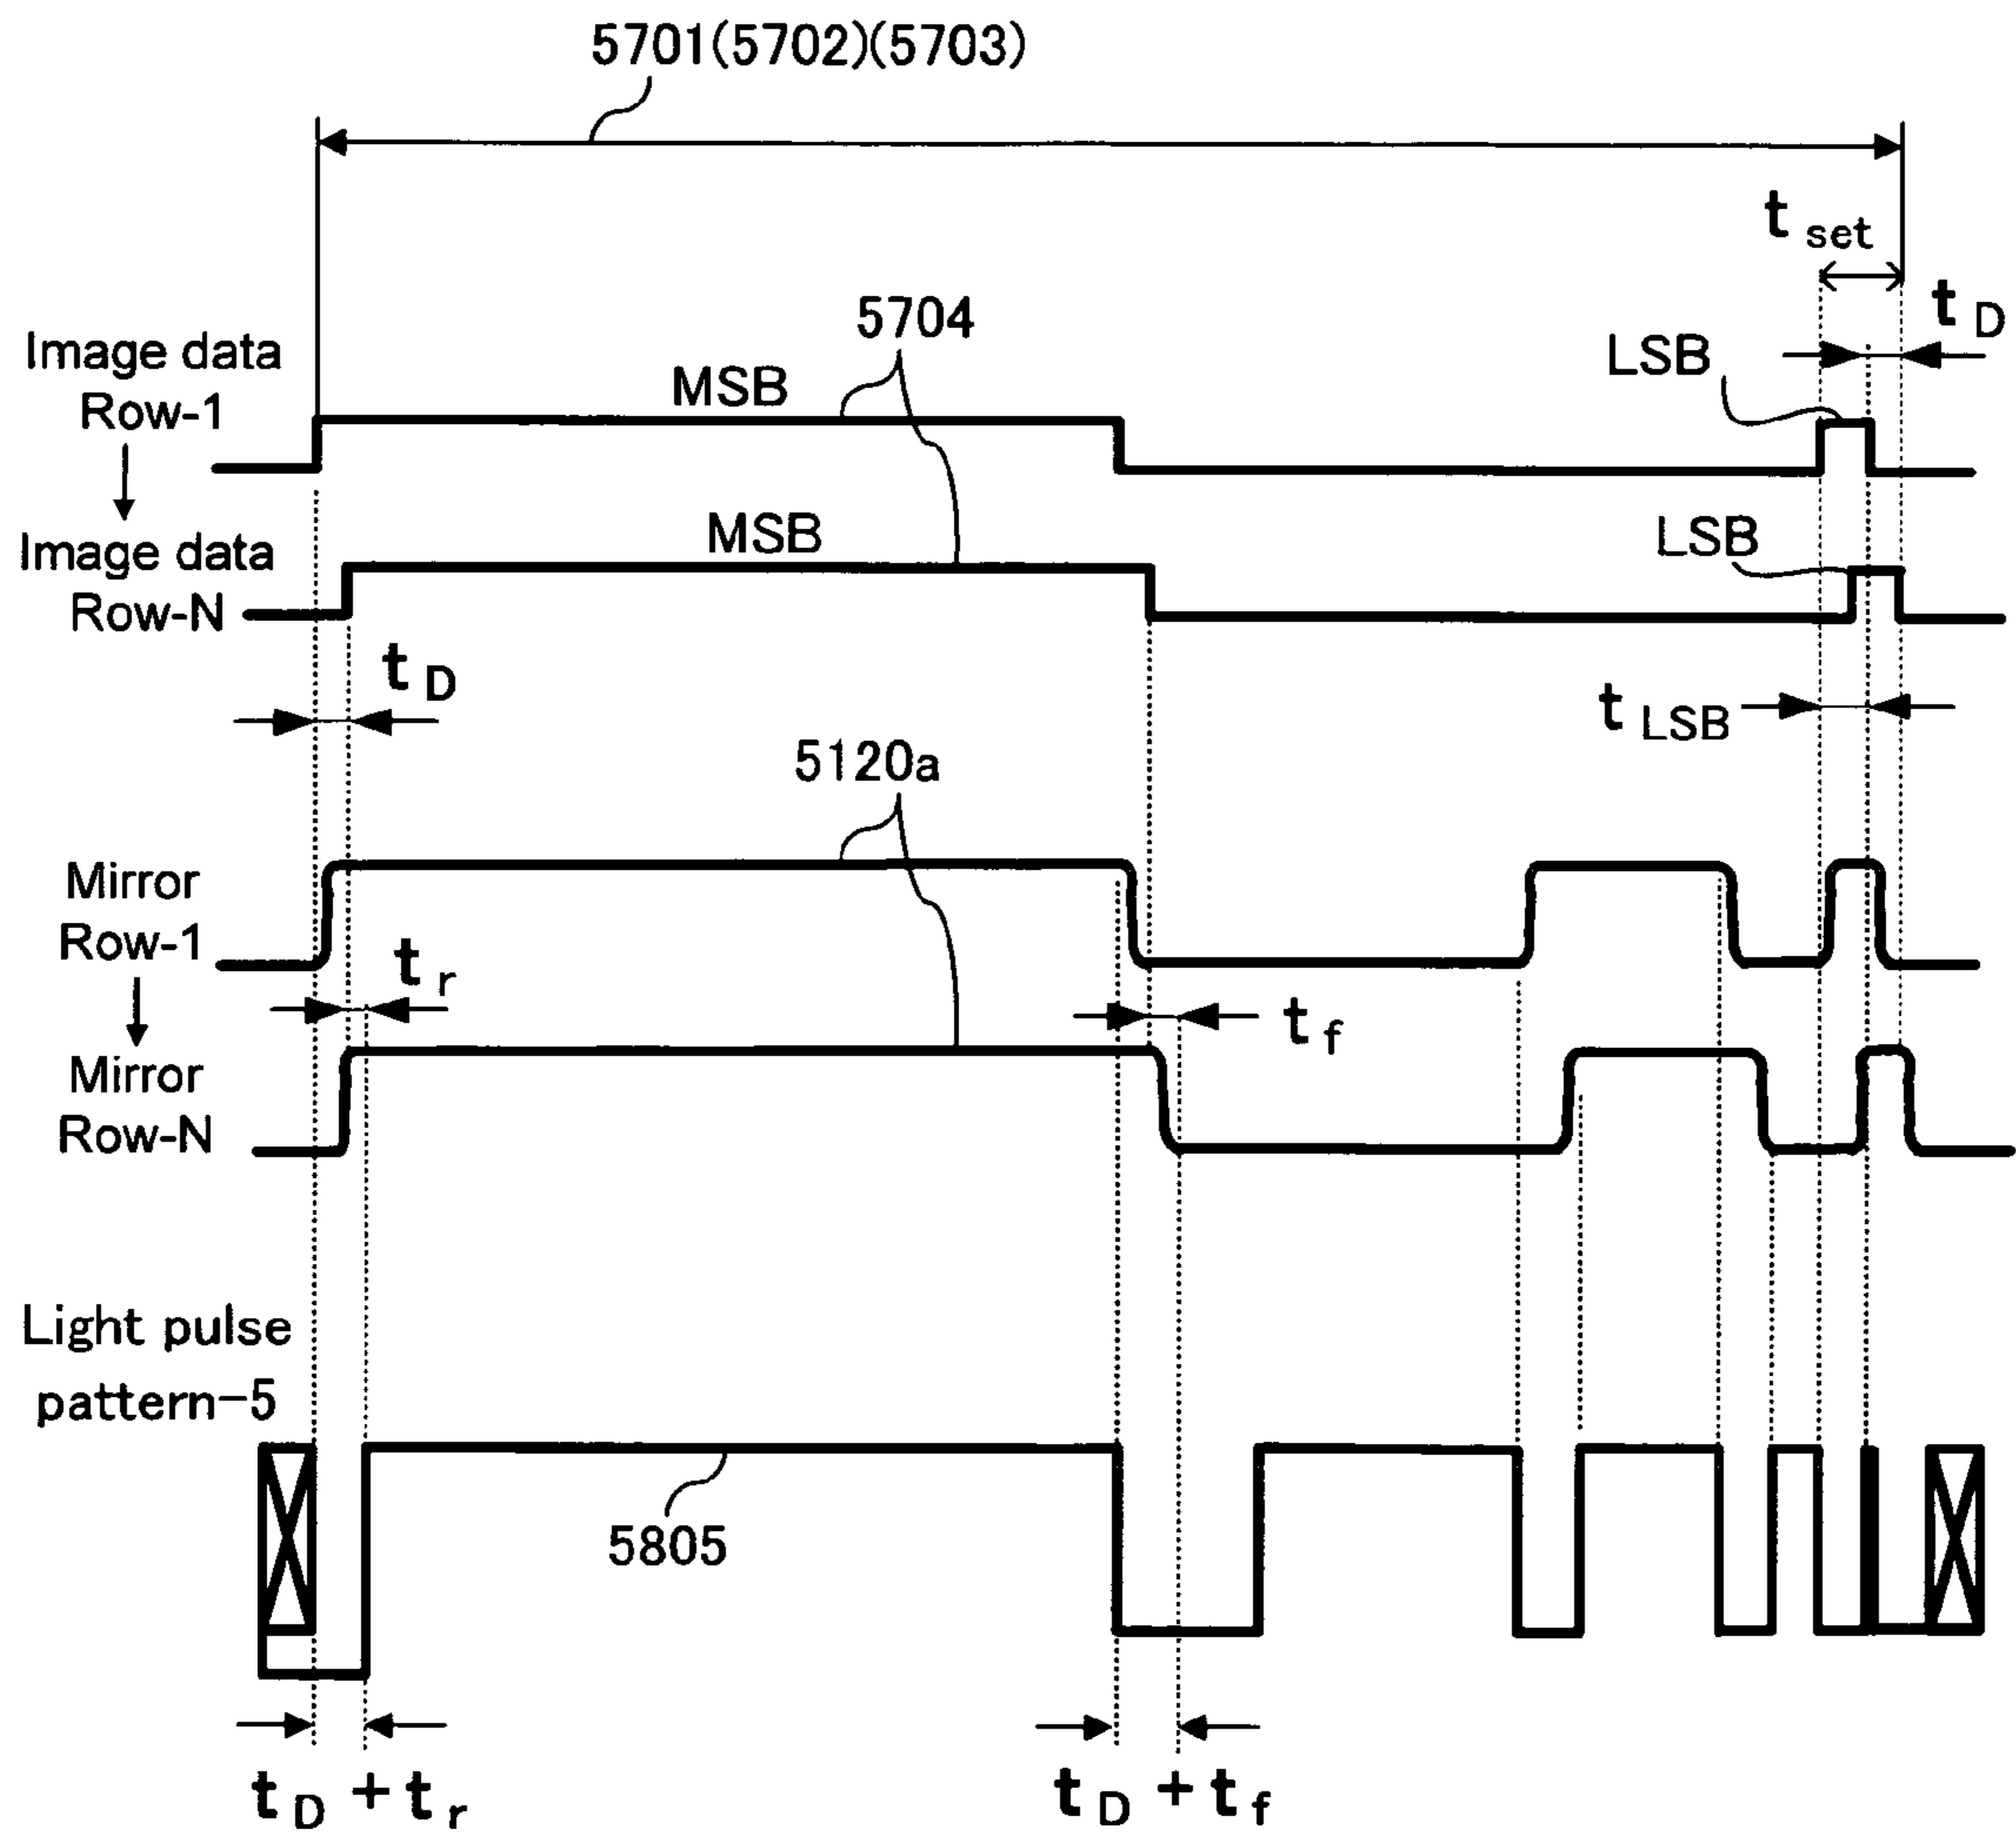 5701(5702)(5703)
t set
t D
5704
Image data
Row-1
MSB
LSB
Image data
Row-N
MSB
LSB
t D
t LSB
5120a
Mirror
Row-1
t r
t f
Mirror
Row-N
Light pulse
pattern-5
5805
t D + t r
t D + t f